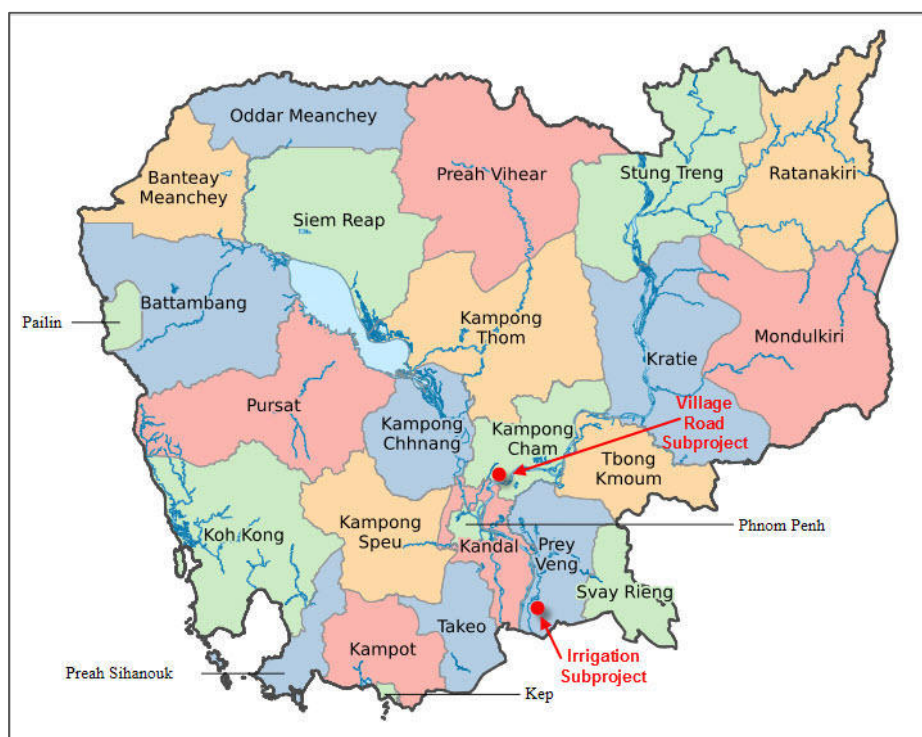 Oddar Meanchey
Banteay
Meanchey
Siem Reap
Preah Vihear
Stung Treng
Ratanakiri
Battambang
Pailin
Kampong
Thom
Kratie
Mondulkiri
Pursat
Kampong
Chhnang
Kampong
Cham
Village
Road
Subproject
Tbong
Kmoum
Koh Kong
Kampong
Speu
Phnom Penh
Kandal
Prey
Veng
Svay Rieng
Takeo
Kampot
Preah Sihanouk
Irrigation
Subproject
Kep